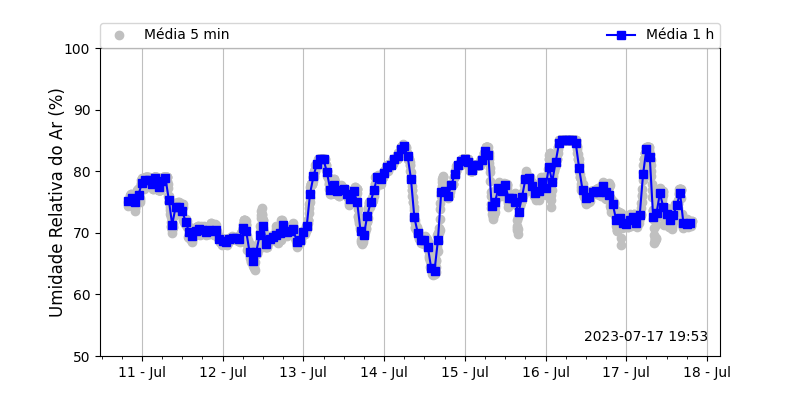 Média 5 min
Média 1 h
100
90
80
70
60
50
Umidade Relativa do Ar (%)
2023-07-17 19:53
11 - Jul
12 - Jul
13 - Jul
14 - Jul
15 - Jul
16 - Jul
17 - Jul
18 - Jul